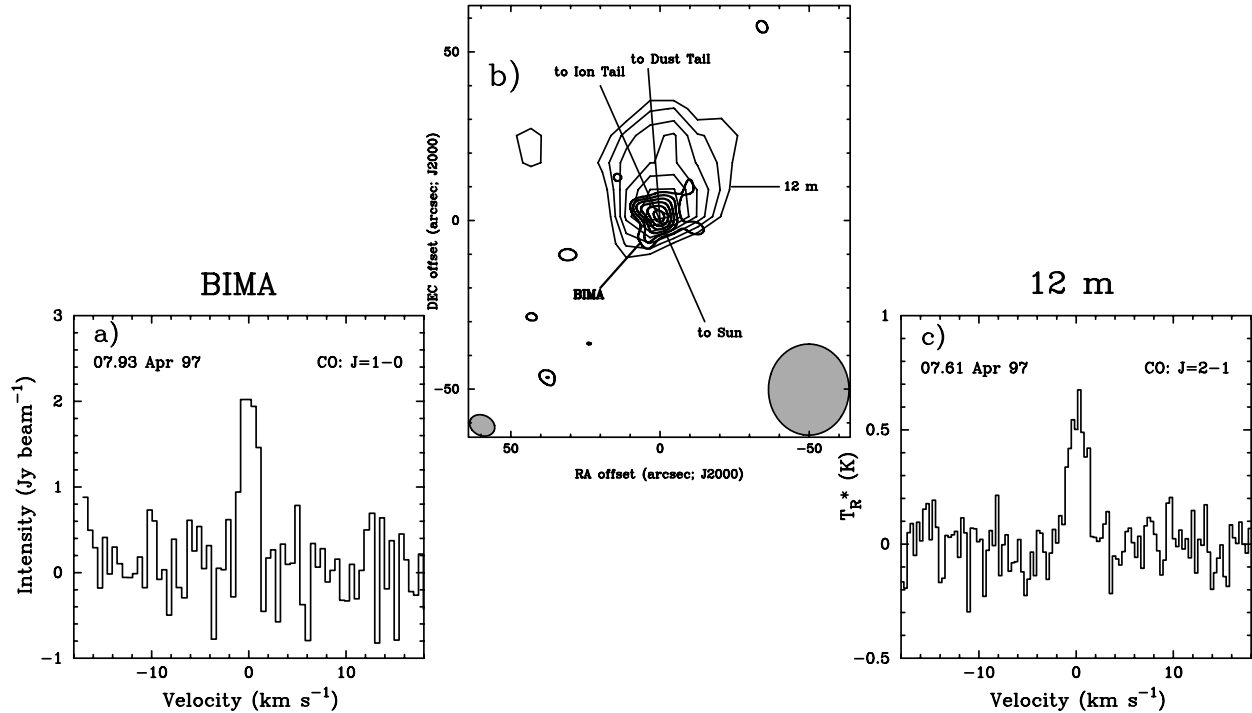 BIMA
a)
07.93 Apr 97
CO: J=1−0
3
2
1
0
−1
Intensity (Jy beam⁻¹)
−10
0
10
Velocity (km s⁻¹)
b)
to Dust Tail
to Ion Tail
12 m
BIMA
to Sun
50
0
−50
DEC offset (arcsec; J2000)
50
0
−50
RA offset (arcsec; J2000)
12 m
c)
07.61 Apr 97
CO: J=2−1
1
0.5
0
−0.5
T_R* (K)
−10
0
10
Velocity (km s⁻¹)